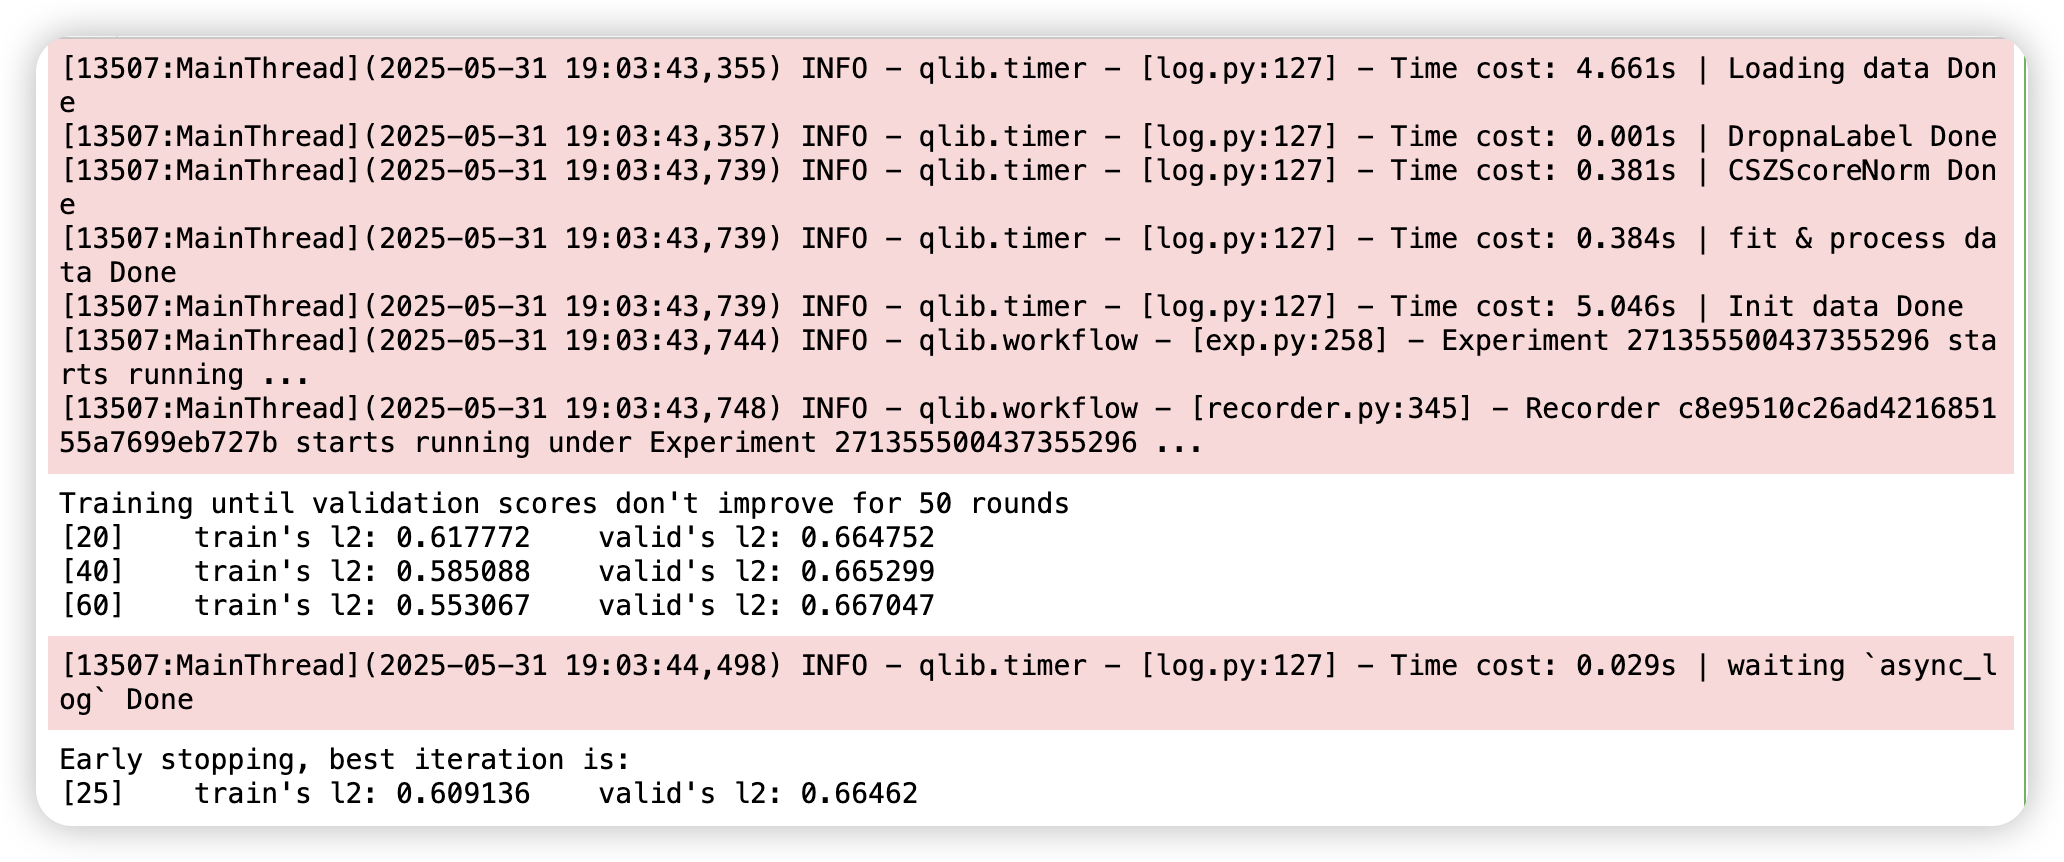 [13507:MainThread](2025-05-31 19:03:43,355) INFO - qlib.timer - [log.py:127] - Time cost: 4.661s | Loading data Don
e
[13507:MainThread](2025-05-31 19:03:43,357) INFO - qlib.timer - [log.py:127] - Time cost: 0.001s | DropnaLabel Done
[13507:MainThread](2025-05-31 19:03:43,739) INFO - qlib.timer - [log.py:127] - Time cost: 0.381s | CSZScoreNorm Don
e
[13507:MainThread](2025-05-31 19:03:43,739) INFO - qlib.timer - [log.py:127] - Time cost: 0.384s | fit & process da
ta Done
[13507:MainThread](2025-05-31 19:03:43,739) INFO - qlib.timer - [log.py:127] - Time cost: 5.046s | Init data Done
[13507:MainThread](2025-05-31 19:03:43,744) INFO - qlib.workflow - [exp.py:258] - Experiment 271355500437355296 sta
rts running ...
[13507:MainThread](2025-05-31 19:03:43,748) INFO - qlib.workflow - [recorder.py:345] - Recorder c8e9510c26ad4216851
55a7699eb727b starts running under Experiment 271355500437355296 ...
Training until validation scores don't improve for 50 rounds
[20]    train's l2: 0.617772    valid's l2: 0.664752
[40]    train's l2: 0.585088    valid's l2: 0.665299
[60]    train's l2: 0.553067    valid's l2: 0.667047
[13507:MainThread](2025-05-31 19:03:44,498) INFO - qlib.timer - [log.py:127] - Time cost: 0.029s | waiting `async_l
og` Done
Early stopping, best iteration is:
[25]    train's l2: 0.609136    valid's l2: 0.66462